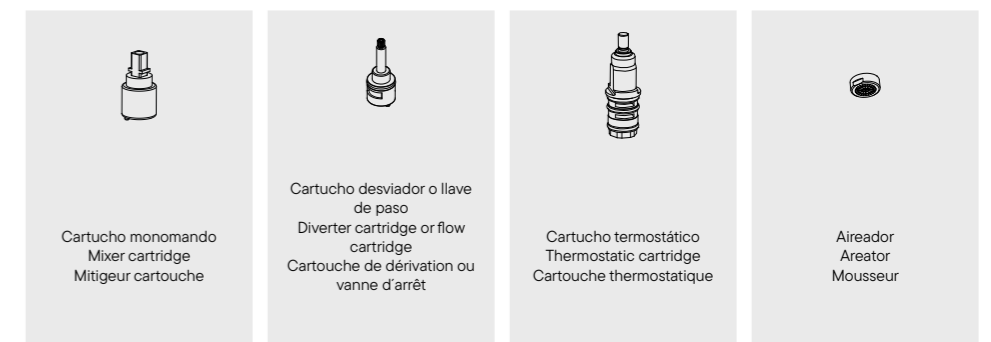 Cartucho monomando
Mixer cartridge
Mitigeur cartouche
Cartucho desviador o llave
de paso
Diverter cartridge or flow
cartridge
Cartouche de dérivation ou
vanne d´arrêt
Cartucho termostático
Thermostatic cartridge
Cartouche thermostatique
Aireador
Areator
Mousseur